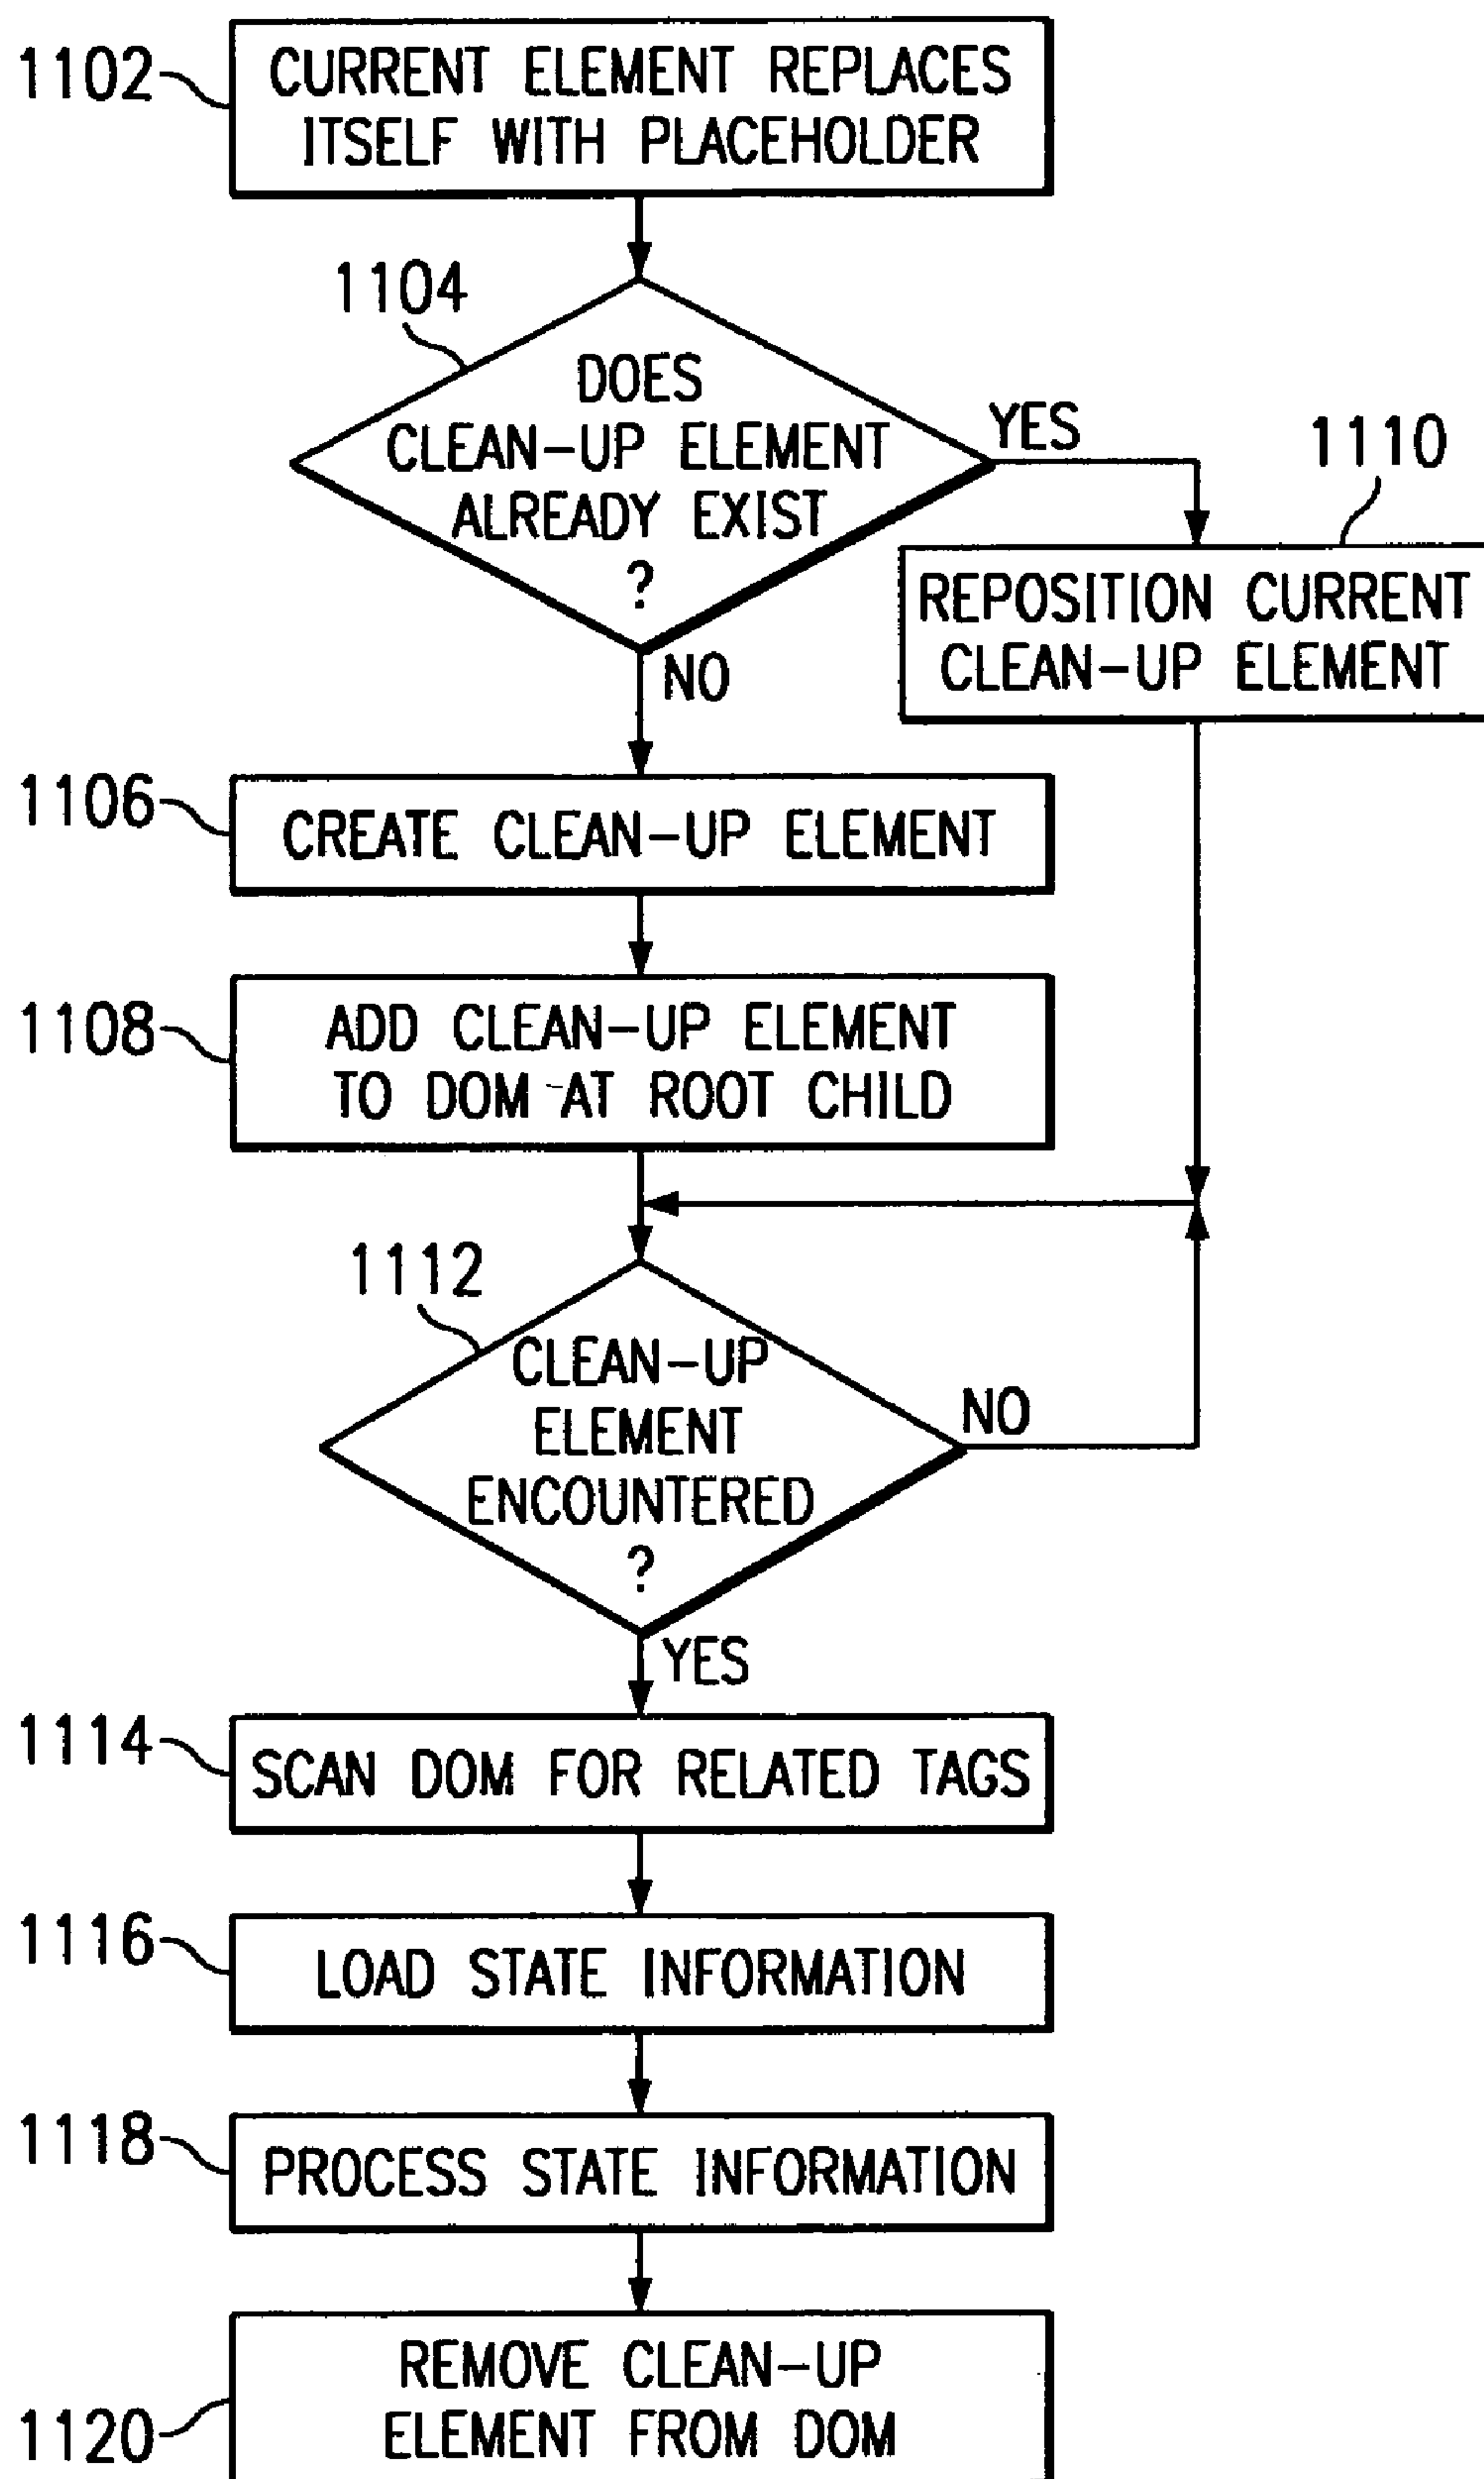 1102
CURRENT ELEMENT REPLACES
ITSELF WITH PLACEHOLDER
1104
DOES
CLEAN-UP ELEMENT
ALREADY EXIST
?
YES
1110
REPOSITION CURRENT
CLEAN-UP ELEMENT
NO
1106
CREATE CLEAN-UP ELEMENT
1108
ADD CLEAN-UP ELEMENT
TO DOM AT ROOT CHILD
1112
CLEAN-UP
ELEMENT
ENCOUNTERED
?
NO
YES
1114
SCAN DOM FOR RELATED TAGS
1116
LOAD STATE INFORMATION
1118
PROCESS STATE INFORMATION
1120
REMOVE CLEAN-UP
ELEMENT FROM DOM